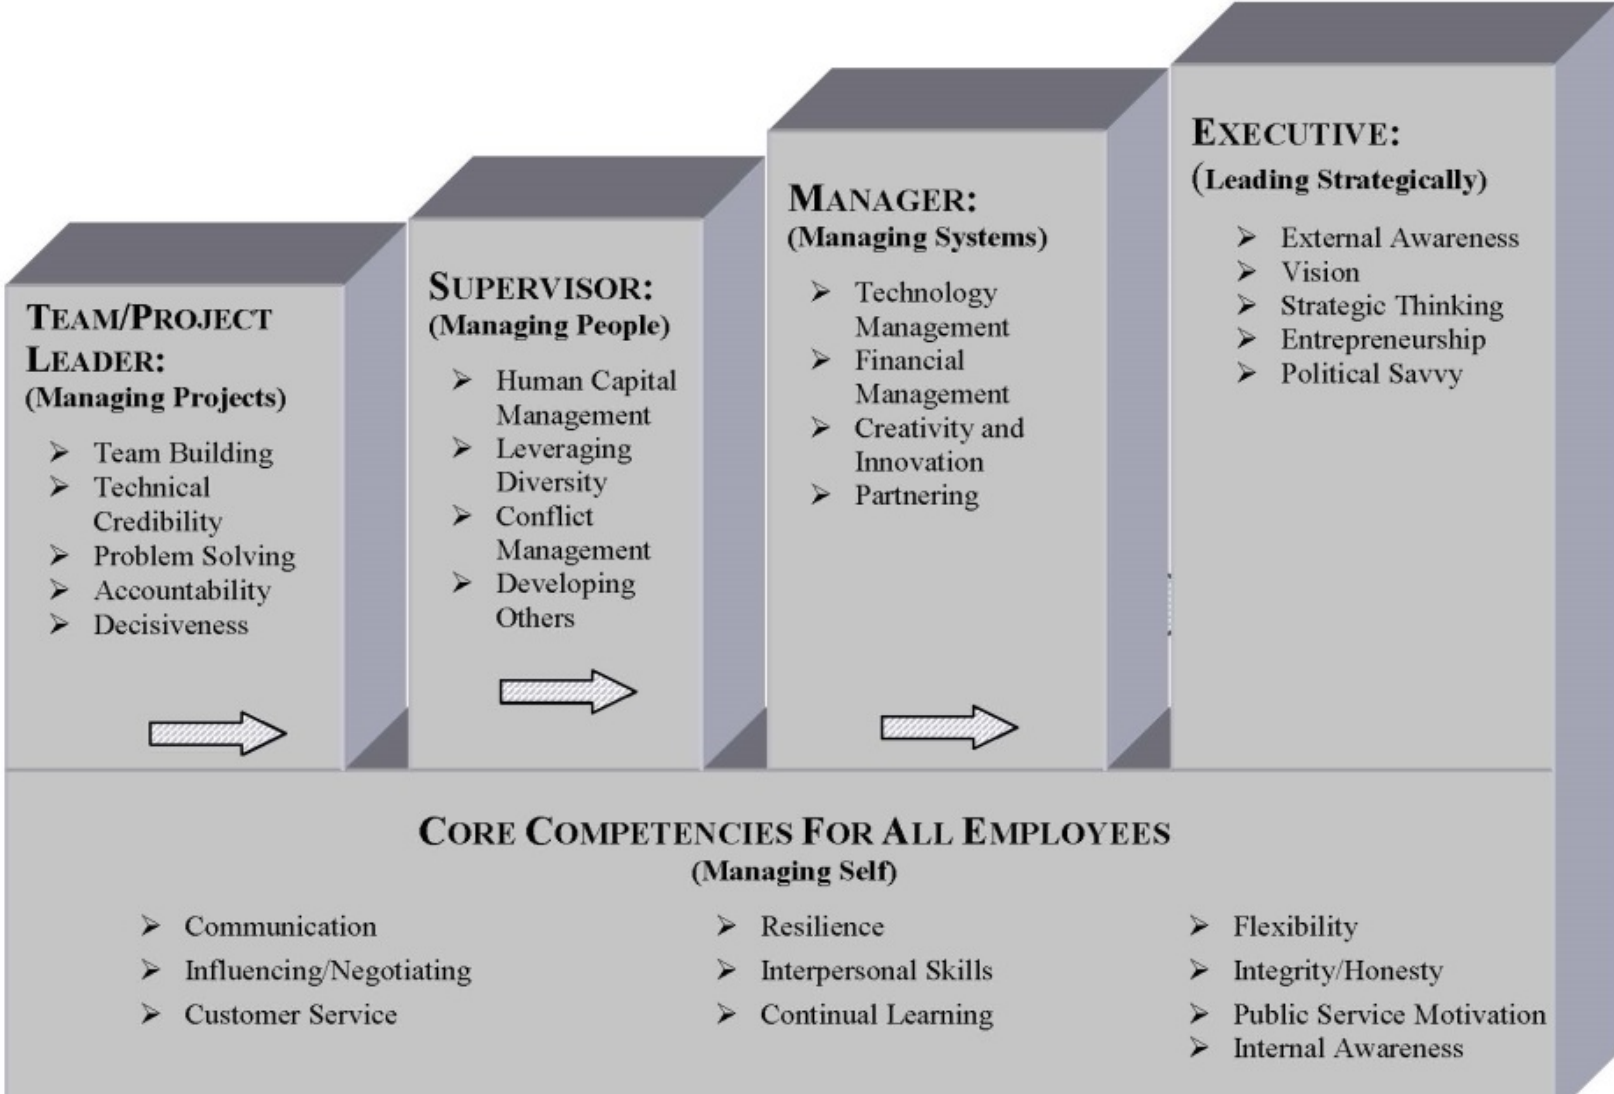 TEAM/PROJECT
LEADER:
(Managing Projects)
Team Building
Technical
Credibility
Problem Solving
Accountability
Decisiveness
SUPERVISOR:
(Managing People)
Human Capital
Management
Leveraging
Diversity
Conflict
Management
Developing
Others
MANAGER:
(Managing Systems)
Technology
Management
Financial
Management
Creativity and
Innovation
Partnering
EXECUTIVE:
(Leading Strategically)
External Awareness
Vision
Strategic Thinking
Entrepreneurship
Political Savvy
CORE COMPETENCIES FOR ALL EMPLOYEES
(Managing Self)
Communication
Influencing/Negotiating
Customer Service
Resilience
Interpersonal Skills
Continual Learning
Flexibility
Integrity/Honesty
Public Service Motivation
Internal Awareness